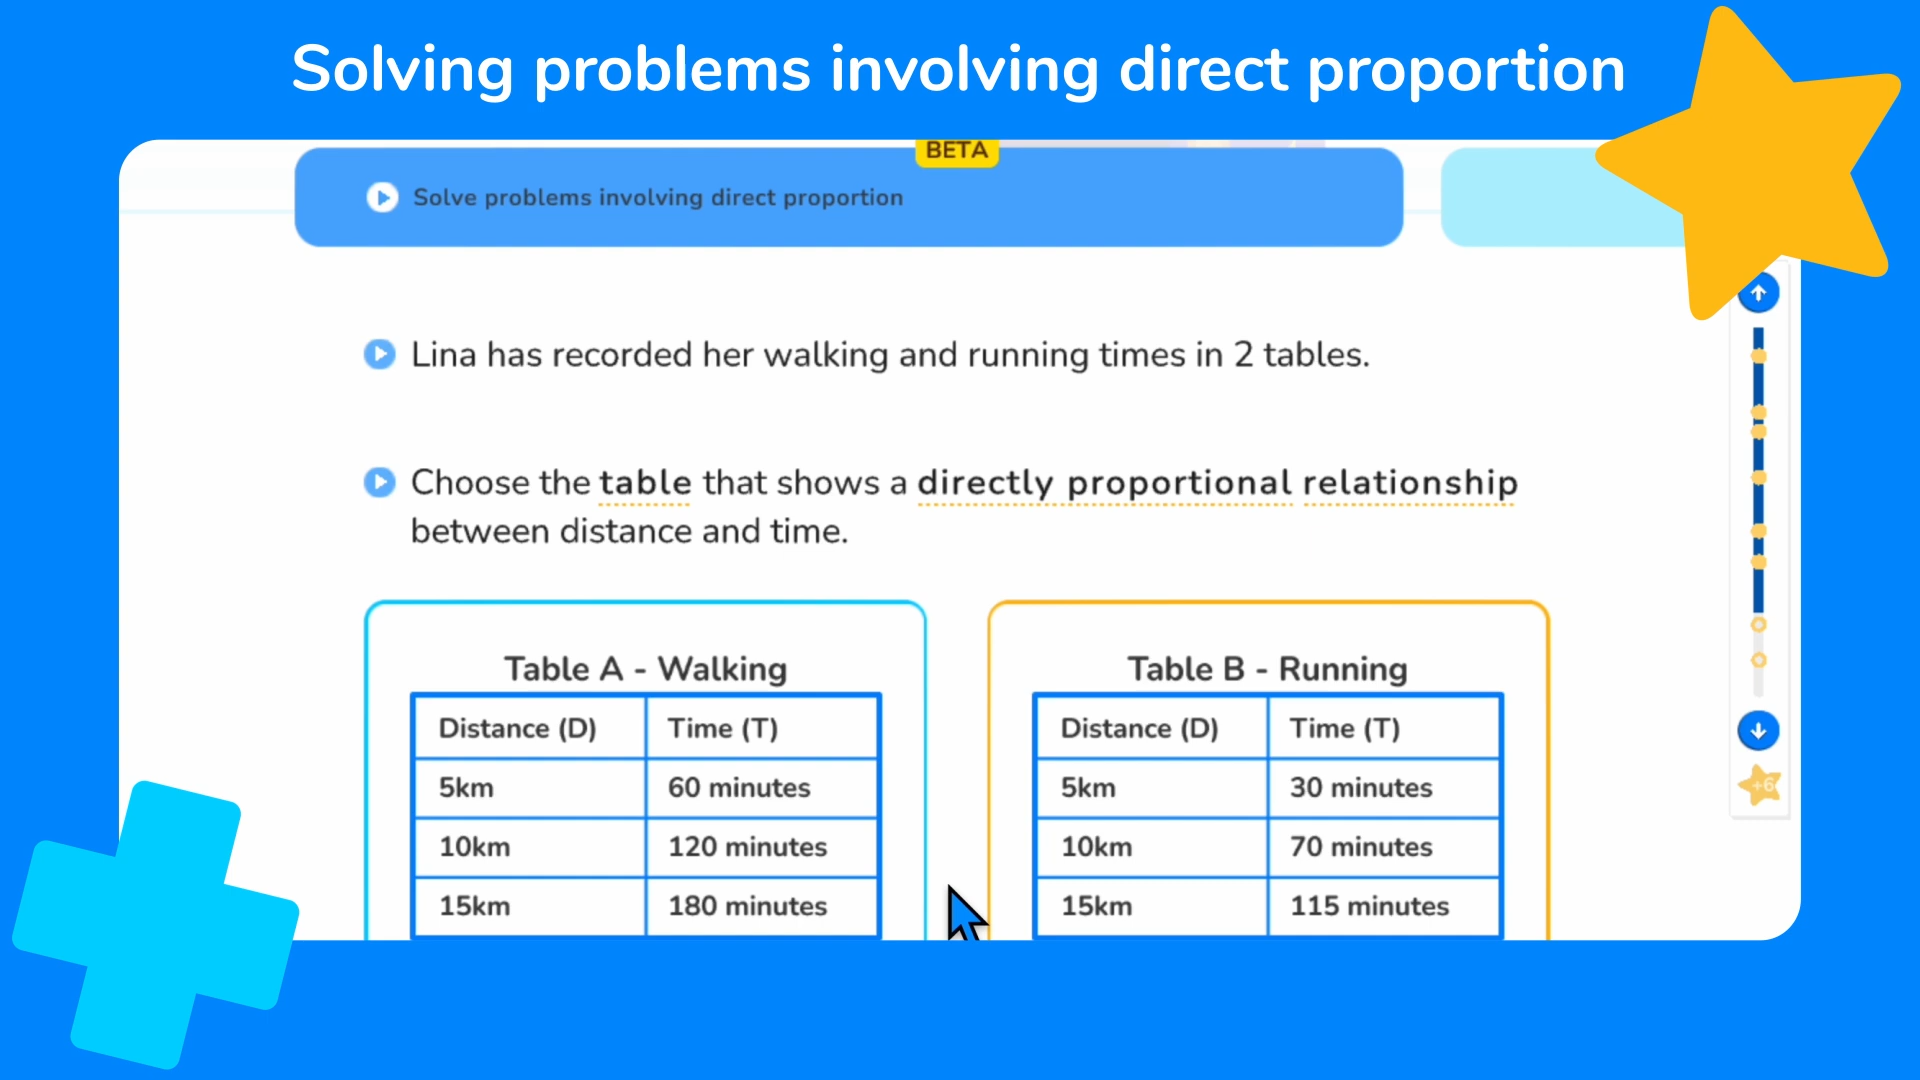 Solving problems involving direct proportion
BETA
Solve problems involving direct proportion
Lina has recorded her walking and running times in 2 tables.
Choose the table that shows a directly proportional relationship
between distance and time.
Table A - Walking
Distance (D) Time (T)
5km 60 minutes
10km 120 minutes
15km 180 minutes
Table B - Running
Distance (D) Time (T)
5km 30 minutes
10km 70 minutes
15km 115 minutes
+6